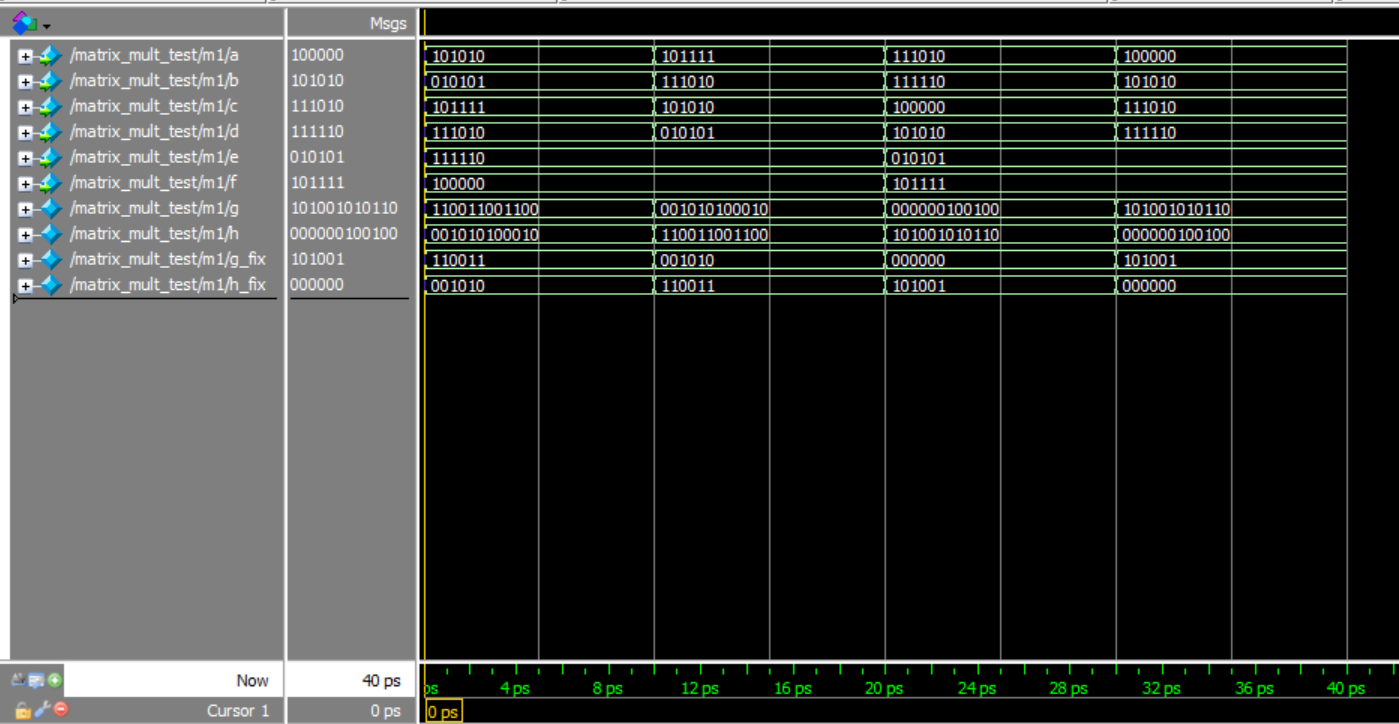 Msgs
/matrix_mult_test/m1/a 100000 101010 101111 111010 100000
/matrix_mult_test/m1/b 101010 010101 111010 111110 101010
/matrix_mult_test/m1/c 111010 101111 101010 100000 111010
/matrix_mult_test/m1/d 111110 111010 010101 101010 111110
/matrix_mult_test/m1/e 010101 111110 010101
/matrix_mult_test/m1/f 101111 100000 101111
/matrix_mult_test/m1/g 101001010110 110011001100 001010100010 000000100100 101001010110
/matrix_mult_test/m1/h 000000100100 001010100010 110011001100 101001010110 000000100100
/matrix_mult_test/m1/g_fix 101001 110011 001010 000000 101001
/matrix_mult_test/m1/h_fix 000000 001010 110011 101001 000000
Now 40 ps ps 4 ps 8 ps 12 ps 16 ps 20 ps 24 ps 28 ps 32 ps 36 ps 40 ps
Cursor 1 0 ps 0 ps